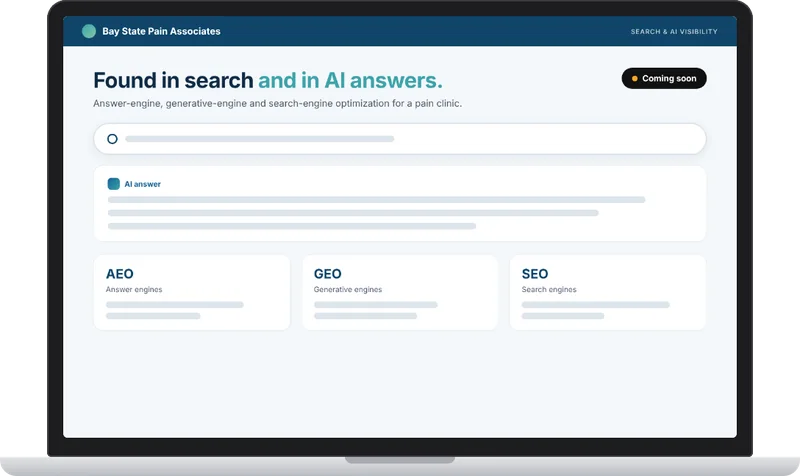 Bay State Pain Associates
SEARCH & AI VISIBILITY
Found in search and in AI answers.
Coming soon
Answer-engine, generative-engine and search-engine optimization for a pain clinic.
AI answer
AEO
Answer engines
GEO
Generative engines
SEO
Search engines